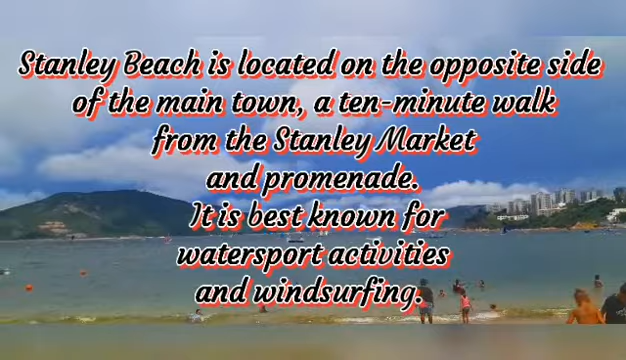 Stanley Beach is located on the opposite side
of the main town, a ten-minute walk
from the Stanley Market
and promenade.
It is best known for
watersport activities
and windsurfing.